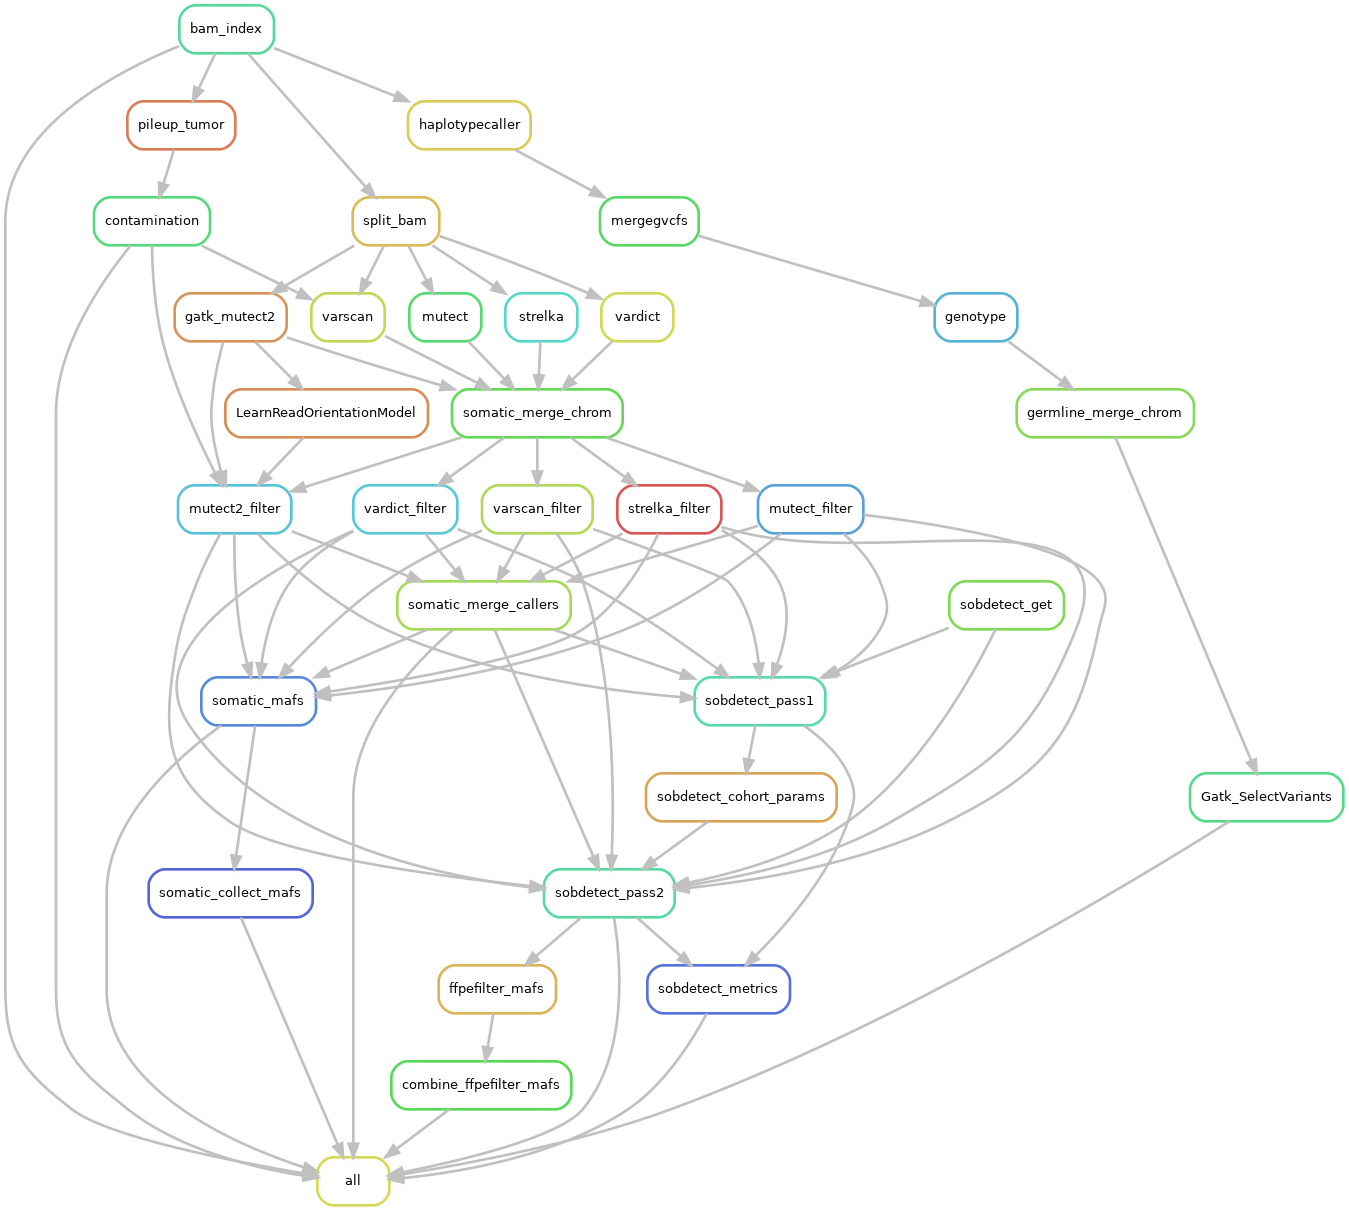 bam_index
pileup_tumor
haplotypecaller
contamination
split_bam
mergegvcfs
gatk_mutect2
varscan
mutect
strelka
vardict
genotype
LearnReadOrientationModel
somatic_merge_chrom
germline_merge_chrom
mutect2_filter
vardict_filter
varscan_filter
strelka_filter
mutect_filter
somatic_merge_callers
sobdetect_get
somatic_mafs
sobdetect_pass1
sobdetect_cohort_params
Gatk_SelectVariants
somatic_collect_mafs
sobdetect_pass2
ffpefilter_mafs
sobdetect_metrics
combine_ffpefilter_mafs
all